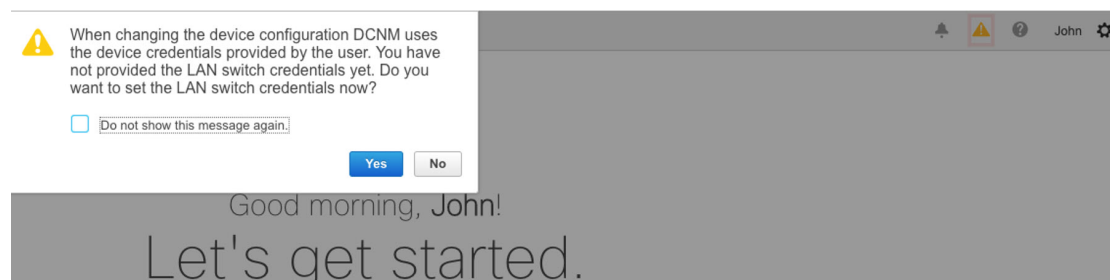 When changing the device configuration DCNM uses
the device credentials provided by the user. You have
not provided the LAN switch credentials yet. Do you
want to set the LAN switch credentials now?
Do not show this message again.
Yes No
John
Good morning, John!
Let's get started.